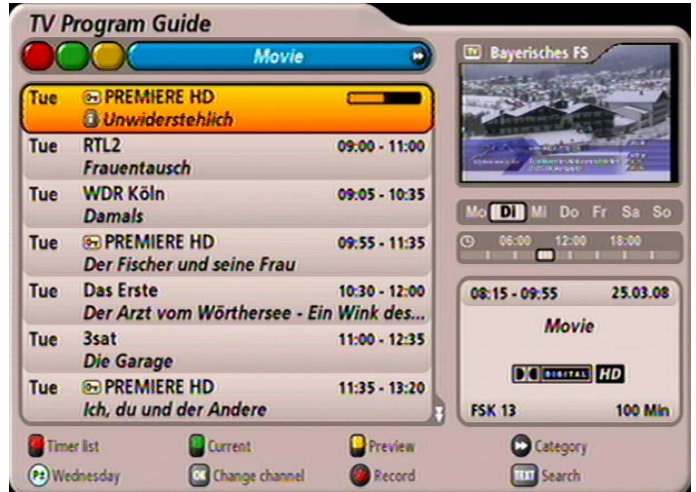 TV Program Guide
Movie
Tue PREMIERE HD
Unwiderstehlich
Tue RTL2 09:00 - 11:00
Frauentausch
Tue WDR Köln 09:05 - 10:35
Damals
Tue PREMIERE HD 09:55 - 11:35
Der Fischer und seine Frau
Tue Das Erste 10:30 - 12:00
Der Arzt vom Wörthersee - Ein Wink des...
Tue 3sat 11:00 - 12:35
Die Garage
Tue PREMIERE HD 11:35 - 13:20
Ich, du und der Andere
TV Bayerisches FS
Mo Di Mi Do Fr Sa So
06:00 12:00 18:00
08:15 - 09:55 25.03.08
Movie
DIGITAL HD
FSK 13 100 Min
Timer list Current Preview Category
P± Wednesday OK Change channel Record TEXT Search